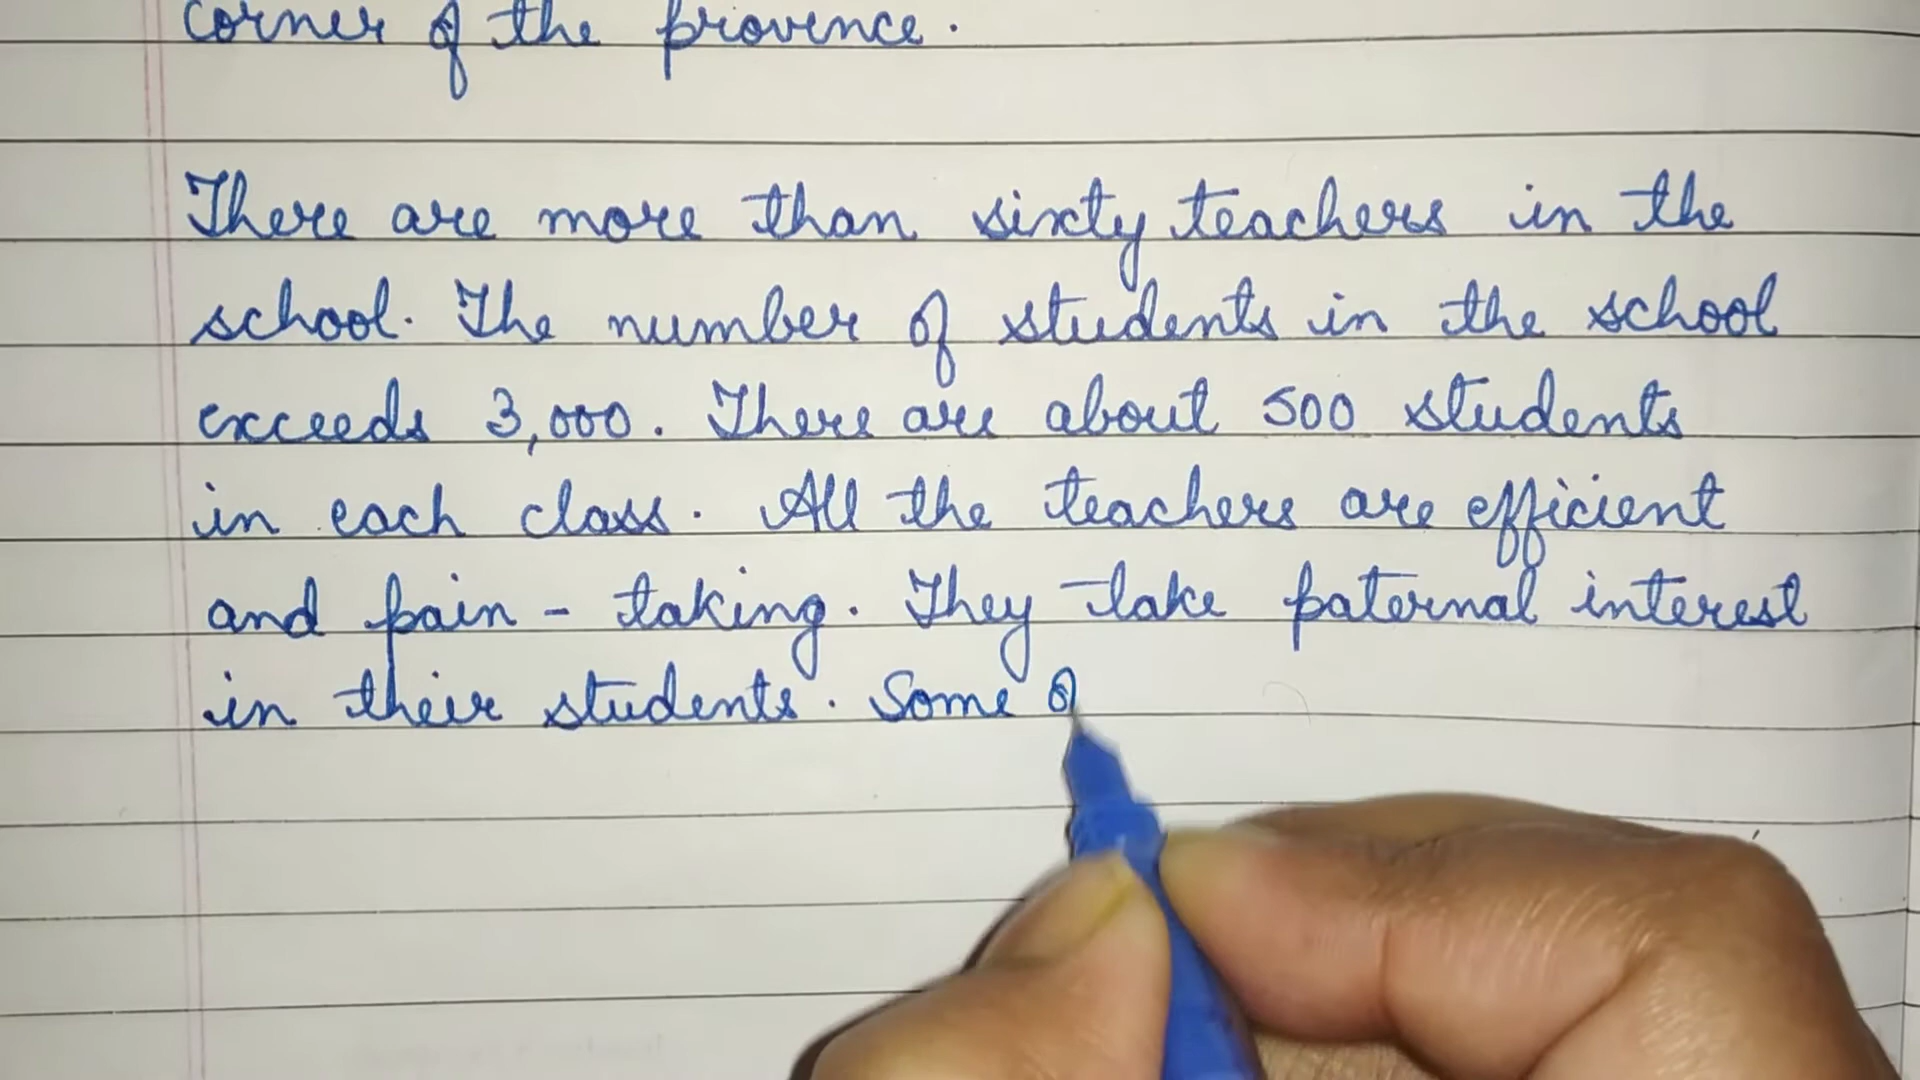 corner of the provence.
There are more than sixty teachers in the
school. The number of students in the school
exceeds 3,000. There are about 500 students
in each class. All the teachers are efficient
and pain - taking. They take paternal interest
in their students. Some o